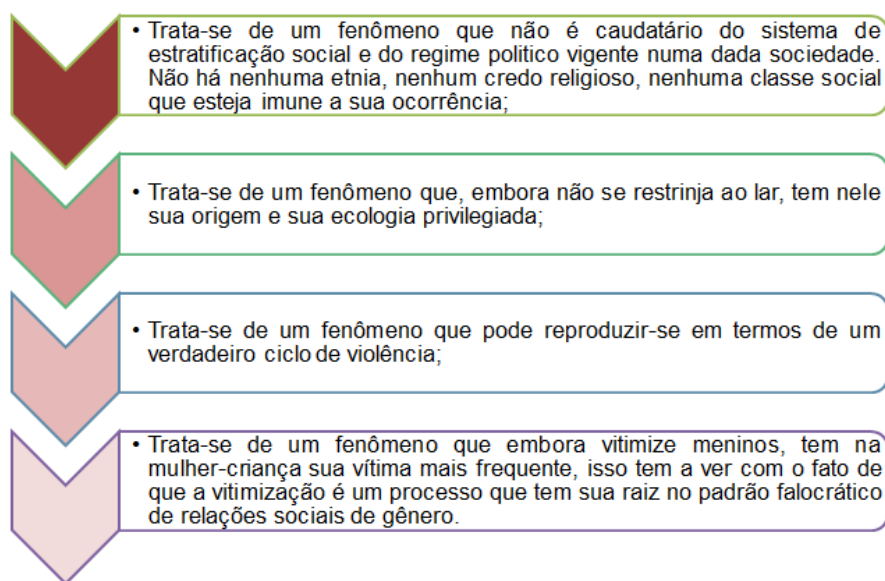 • Trata-se de um fenômeno que não é caudatário do sistema de
estratificação social e do regime politico vigente numa dada sociedade.
Não há nenhuma etnia, nenhum credo religioso, nenhuma classe social
que esteja imune a sua ocorrência;
• Trata-se de um fenômeno que, embora não se restrinja ao lar, tem nele
sua origem e sua ecologia privilegiada;
• Trata-se de um fenômeno que pode reproduzir-se em termos de um
verdadeiro ciclo de violência;
• Trata-se de um fenômeno que embora vitimize meninos, tem na
mulher-criança sua vítima mais frequente, isso tem a ver com o fato de
que a vitimização é um processo que tem sua raiz no padrão falocrático
de relações sociais de gênero.